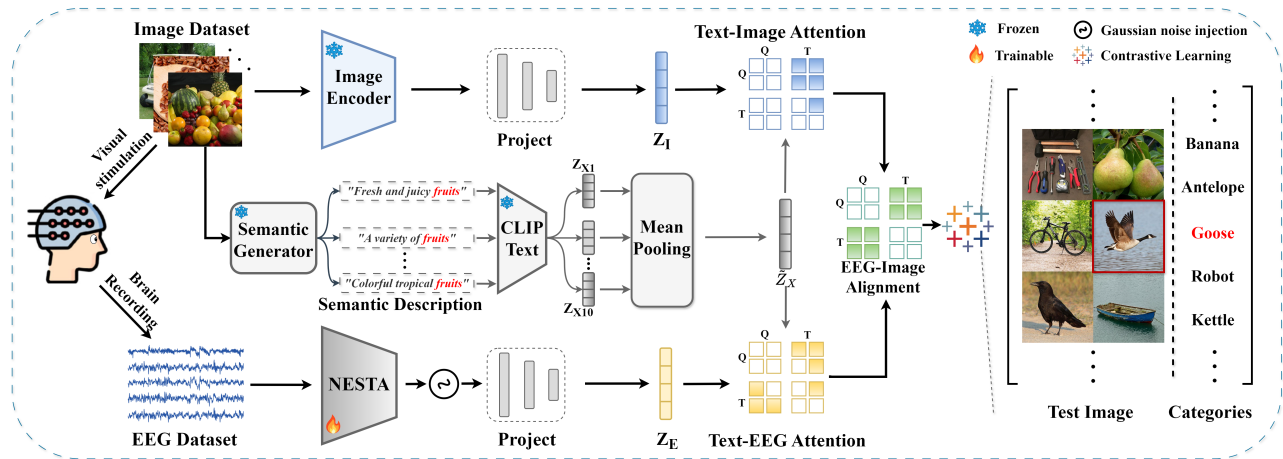 Image Dataset
Visual
stimulation
Brain
Recording
EEG Dataset
Image
Encoder
Project
Z_I
Text-Image Attention
Q
T
Q
T
Semantic
Generator
"Fresh and juicy fruits"
"A variety of fruits"
"Colorful tropical fruits"
Semantic Description
CLIP
Text
Z_X1
Z_X10
Mean
Pooling
Z̃_X
NESTA
Project
Z_E
Q
T
Q
T
Text-EEG Attention
Q
T
Q
T
EEG-Image
Alignment
Frozen
Gaussian noise injection
Trainable
Contrastive Learning
Banana
Antelope
Goose
Robot
Kettle
Test Image
Categories